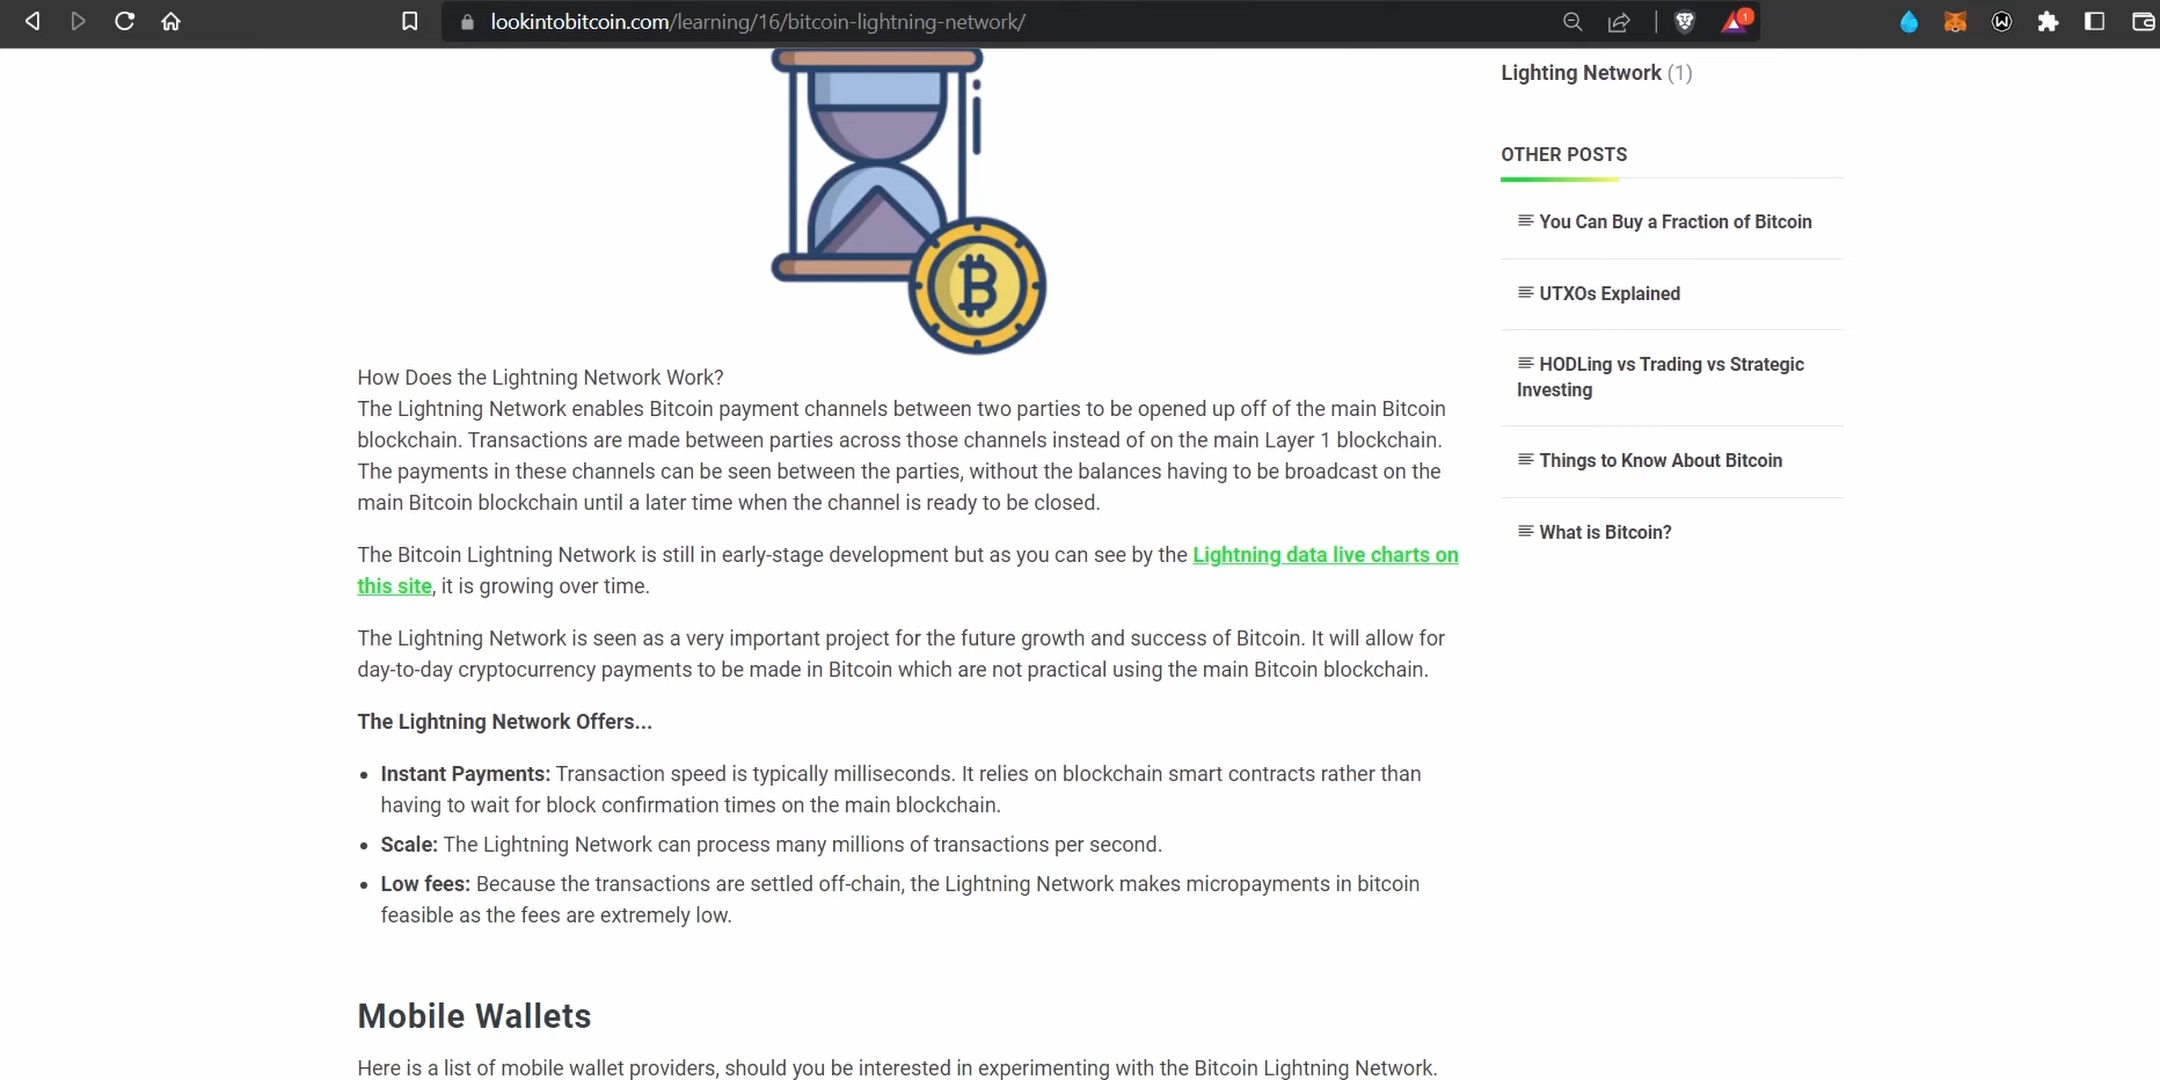 lookintobitcoin.com/learning/16/bitcoin-lightning-network/
1
Lighting Network (1)
OTHER POSTS
You Can Buy a Fraction of Bitcoin
UTXOs Explained
HODLing vs Trading vs Strategic
Investing
Things to Know About Bitcoin
What is Bitcoin?
How Does the Lightning Network Work?
The Lightning Network enables Bitcoin payment channels between two parties to be opened up off of the main Bitcoin
blockchain. Transactions are made between parties across those channels instead of on the main Layer 1 blockchain.
The payments in these channels can be seen between the parties, without the balances having to be broadcast on the
main Bitcoin blockchain until a later time when the channel is ready to be closed.
The Bitcoin Lightning Network is still in early-stage development but as you can see by the Lightning data live charts on
this site, it is growing over time.
The Lightning Network is seen as a very important project for the future growth and success of Bitcoin. It will allow for
day-to-day cryptocurrency payments to be made in Bitcoin which are not practical using the main Bitcoin blockchain.
The Lightning Network Offers...
• Instant Payments: Transaction speed is typically milliseconds. It relies on blockchain smart contracts rather than
having to wait for block confirmation times on the main blockchain.
• Scale: The Lightning Network can process many millions of transactions per second.
• Low fees: Because the transactions are settled off-chain, the Lightning Network makes micropayments in bitcoin
feasible as the fees are extremely low.
Mobile Wallets
Here is a list of mobile wallet providers, should you be interested in experimenting with the Bitcoin Lightning Network.